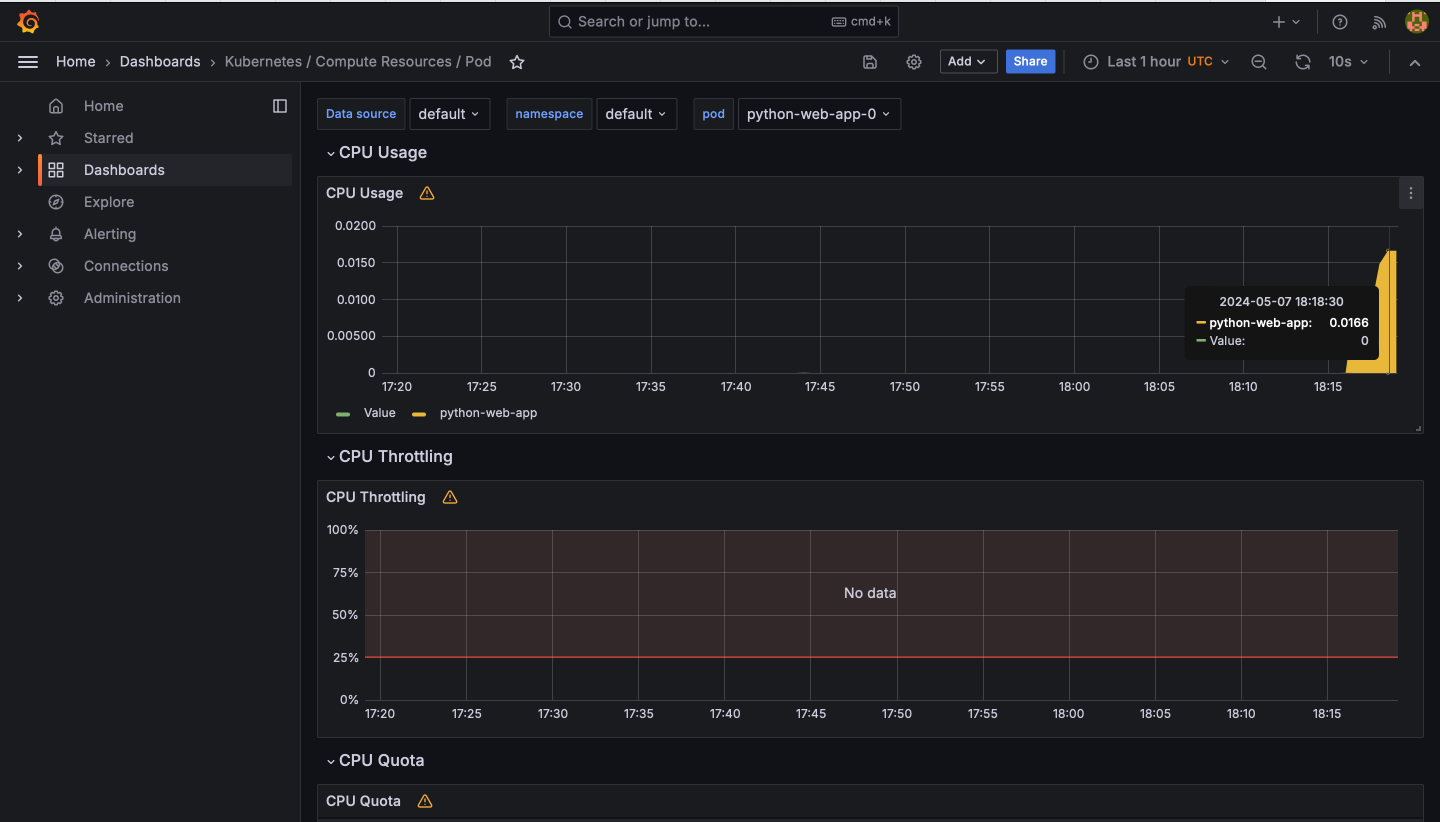 Search or jump to... cmd+k
Home › Dashboards › Kubernetes / Compute Resources / Pod Add Share Last 1 hour UTC 10s
Home
Starred
Dashboards
Explore
Alerting
Connections
Administration
Data source default namespace default pod python-web-app-0
CPU Usage
CPU Usage
0.0200
0.0150
0.0100
0.00500
0
17:20 17:25 17:30 17:35 17:40 17:45 17:50 17:55 18:00 18:05 18:10 18:15
2024-05-07 18:18:30
python-web-app: 0.0166
Value: 0
Value python-web-app
CPU Throttling
CPU Throttling
100%
75%
No data
50%
25%
0%
17:20 17:25 17:30 17:35 17:40 17:45 17:50 17:55 18:00 18:05 18:10 18:15
CPU Quota
CPU Quota